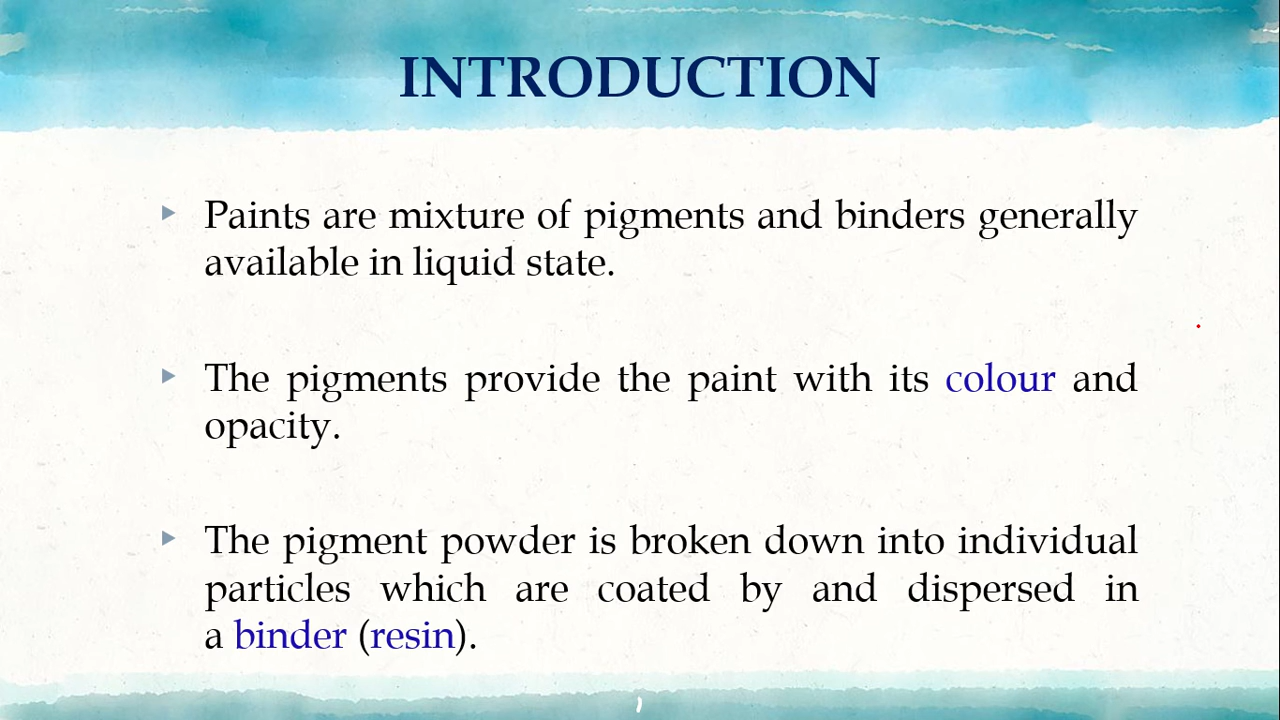 INTRODUCTION
Paints are mixture of pigments and binders generally
available in liquid state.
The pigments provide the paint with its colour and
opacity.
The pigment powder is broken down into individual
particles which are coated by and dispersed in
a binder (resin).